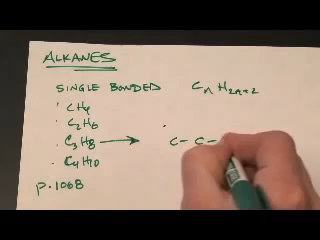 ALKANES
SINGLE BONDED CnH2n+2
CH4
C2H6
C3H8 → C - C -
C4H10
p. 1068